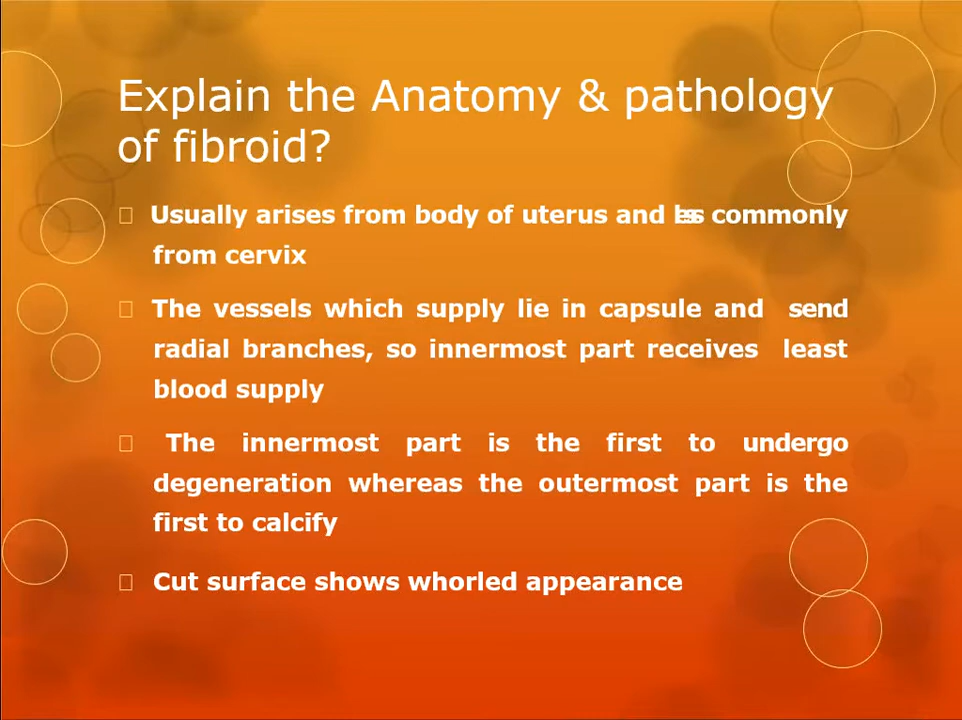 Explain the Anatomy & pathology
of fibroid?
Usually arises from body of uterus and less commonly
from cervix
The vessels which supply lie in capsule and send
radial branches, so innermost part receives least
blood supply
The innermost part is the first to undergo
degeneration whereas the outermost part is the
first to calcify
Cut surface shows whorled appearance